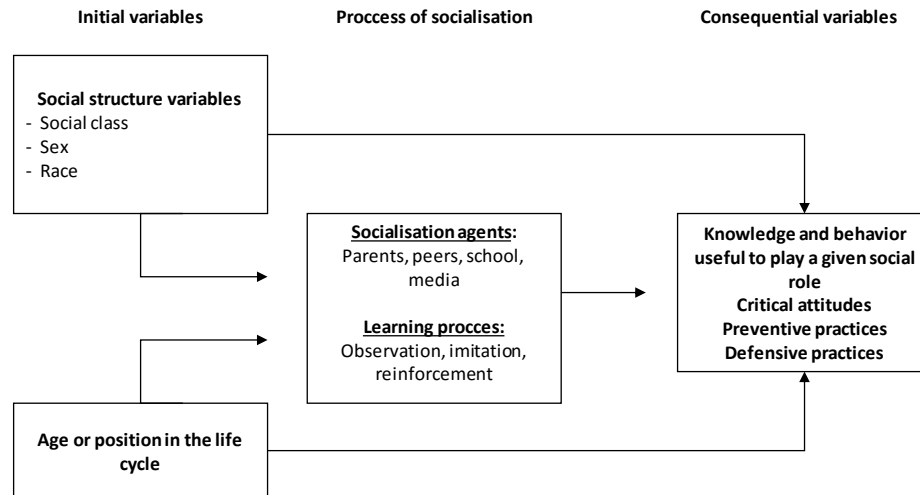 Initial variables
Proccess of socialisation
Consequential variables
Social structure variables
- Social class
- Sex
- Race
Socialisation agents:
Parents, peers, school,
media
Learning procces:
Observation, imitation,
reinforcement
Knowledge and behavior
useful to play a given social
role
Critical attitudes
Preventive practices
Defensive practices
Age or position in the life
cycle